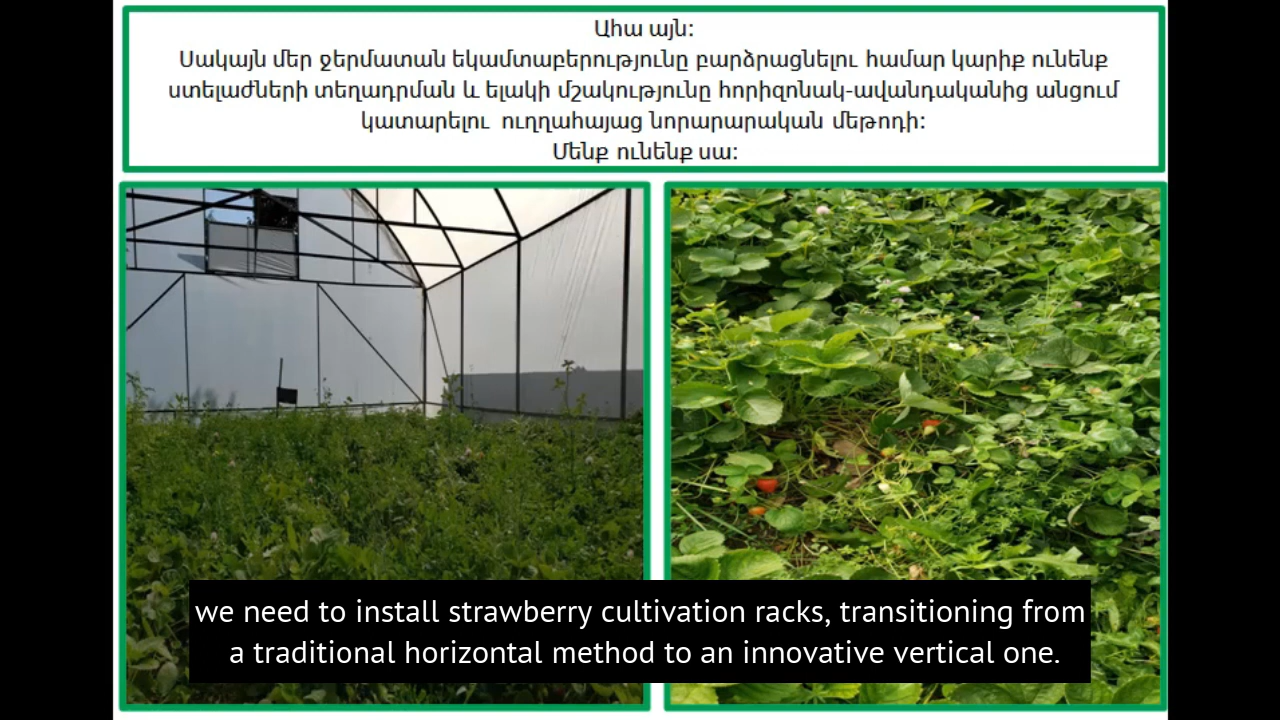 Ահա այն:
Սակայն մեր ջերմատան եկամտաբերությունը բարձրացնելու համար կարիք ունենք
ստելաժների տեղադրման և ելակի մշակությունը հորիզոնակ-ավանդականից անցում
կատարելու ուղղահայաց նորարարական մեթոդի:
Մենք ունենք սա:
we need to install strawberry cultivation racks, transitioning from
a traditional horizontal method to an innovative vertical one.